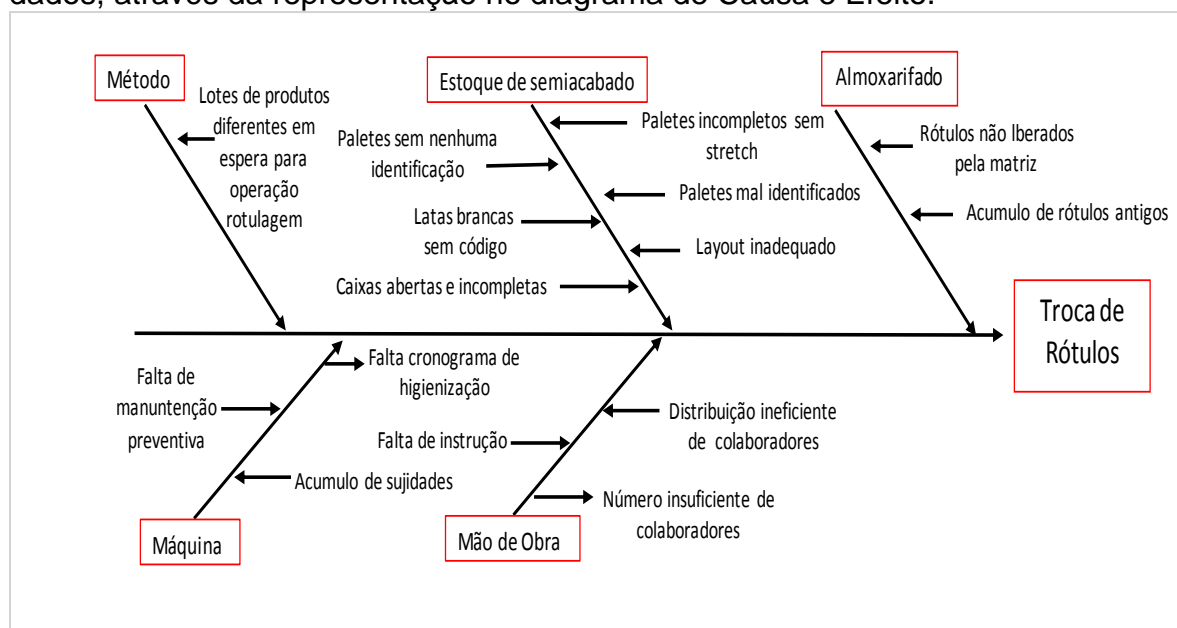 dados, através da representação no diagrama de Causa e Efeito.
Método
Lotes de produtos
diferentes em
espera para
operação
rotulagem
Estoque de semiacabado
Paletes sem nenhuma
identificação
Latas brancas
sem código
Caixas abertas e incompletas
Paletes incompletos sem
stretch
Paletes mal identificados
Layout inadequado
Almoxarifado
Rótulos não lberados
pela matriz
Acumulo de rótulos antigos
Troca de
Rótulos
Falta cronograma de
higienização
Falta de
manuntenção
preventiva
Acumulo de sujidades
Máquina
Falta de instrução
Distribuição ineficiente
de colaboradores
Número insuficiente de
colaboradores
Mão de Obra